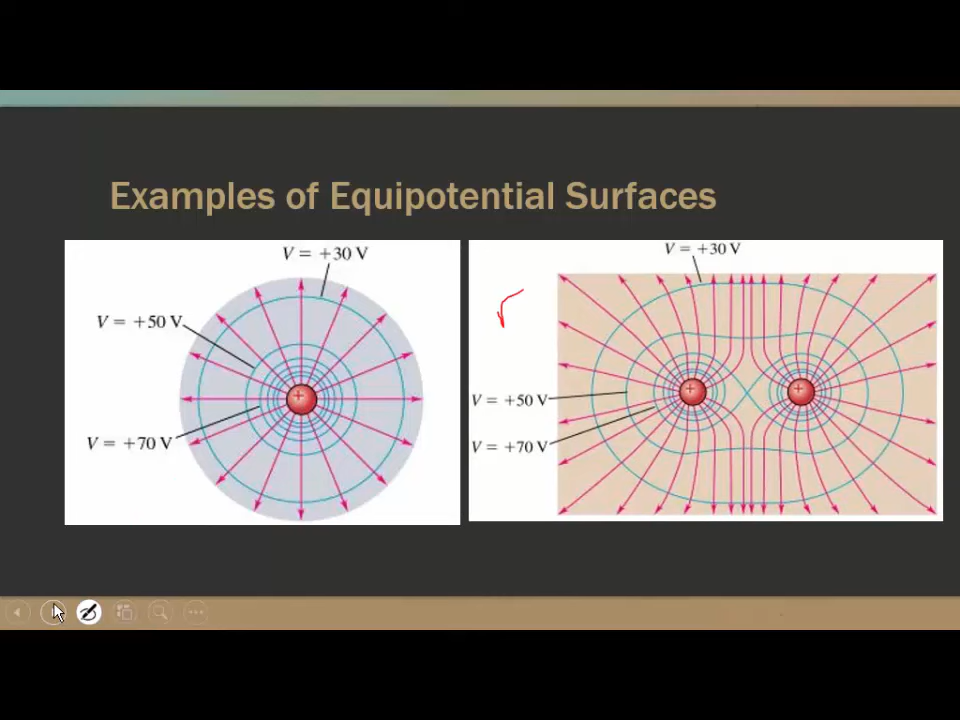 Examples of Equipotential Surfaces
V = +30 V
V = +50 V
V = +70 V
+
V = +30 V
V = +50 V
V = +70 V
+
+